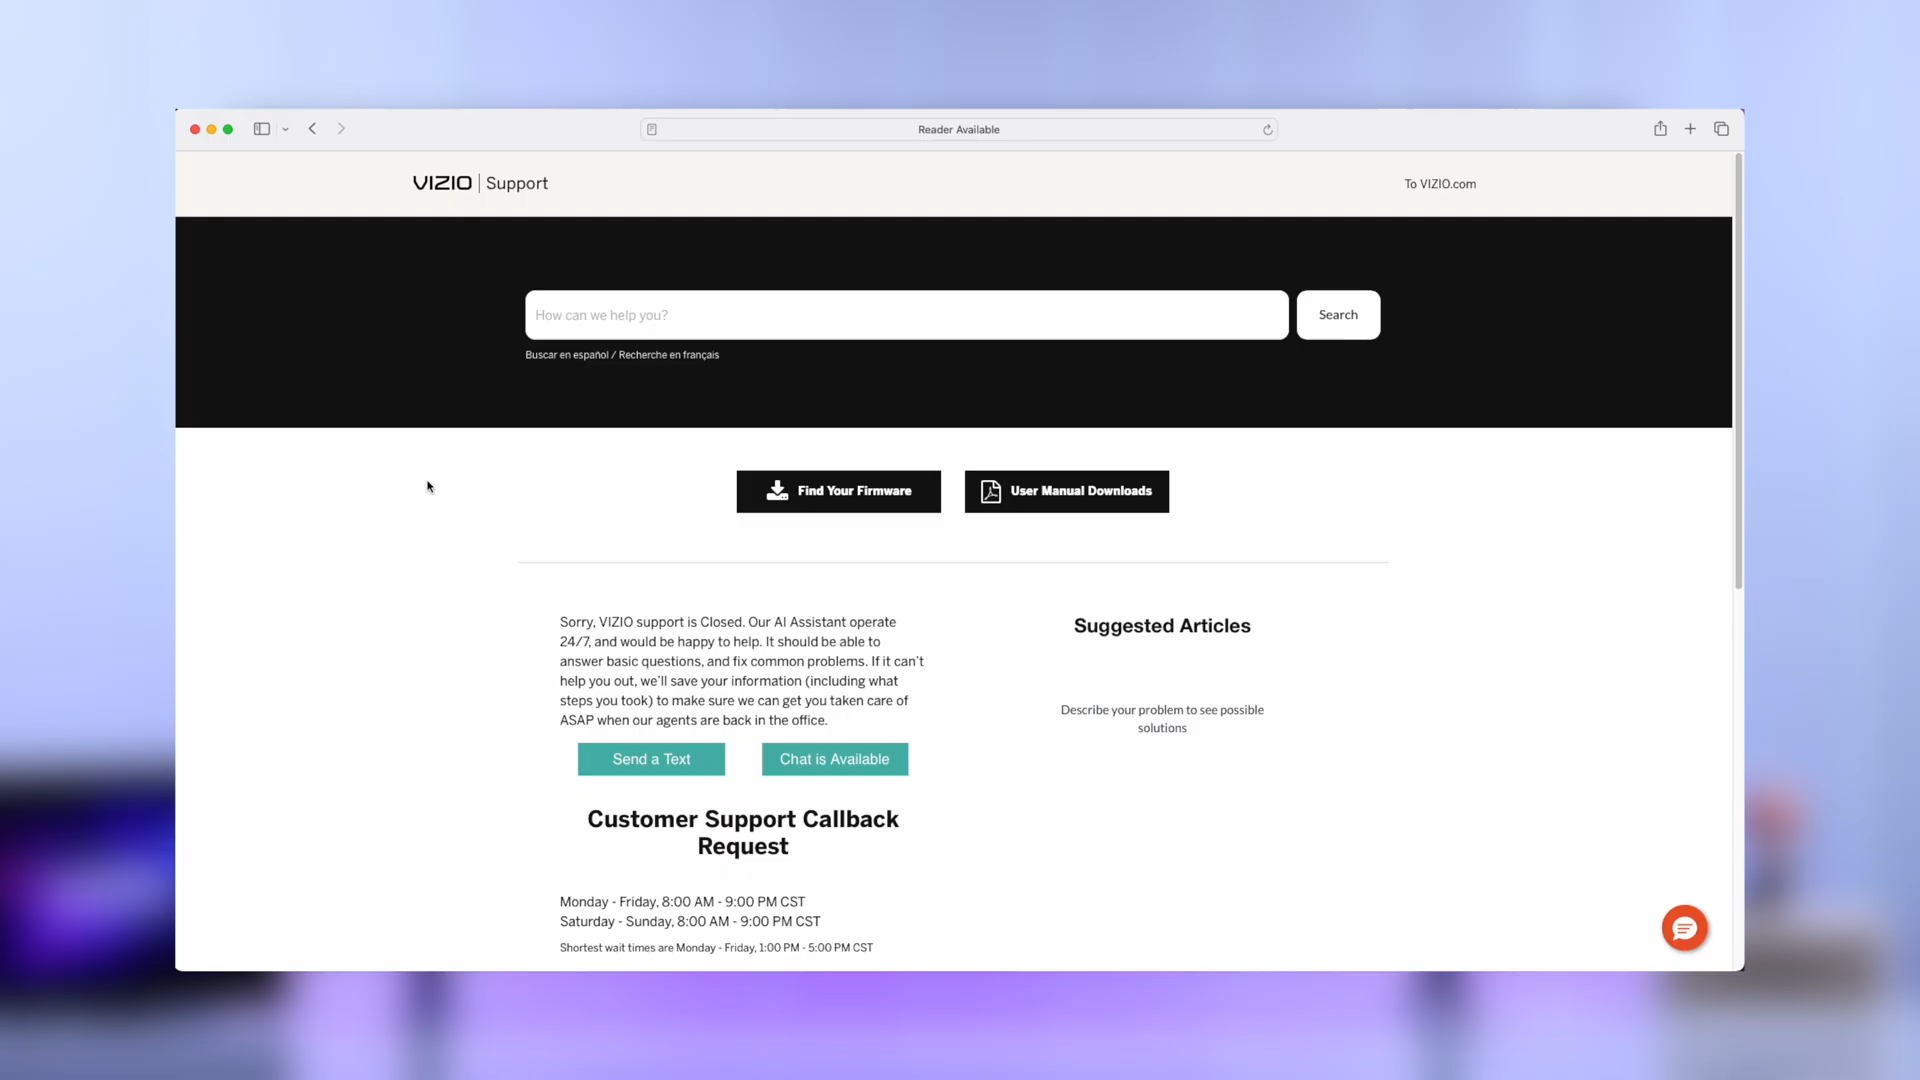 Reader Available
VIZIO | Support
To VIZIO.com
How can we help you?
Search
Buscar en español / Recherche en français
Find Your Firmware
User Manual Downloads
Sorry, VIZIO support is Closed. Our AI Assistant operate
24/7, and would be happy to help. It should be able to
answer basic questions, and fix common problems. If it can't
help you out, we'll save your information (including what
steps you took) to make sure we can get you taken care of
ASAP when our agents are back in the office.
Send a Text
Chat is Available
Customer Support Callback
Request
Monday - Friday, 8:00 AM - 9:00 PM CST
Saturday - Sunday, 8:00 AM - 9:00 PM CST
Shortest wait times are Monday - Friday, 1:00 PM - 5:00 PM CST
Suggested Articles
Describe your problem to see possible
solutions